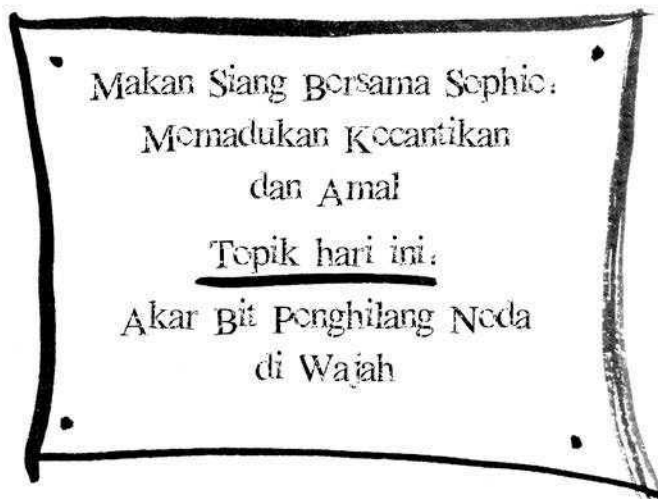 Makan Siang Bersama Sophie:
Memadukan Kecantikan
dan Amal
Topik hari ini:
Akar Bit Penghilang Noda
di Wajah